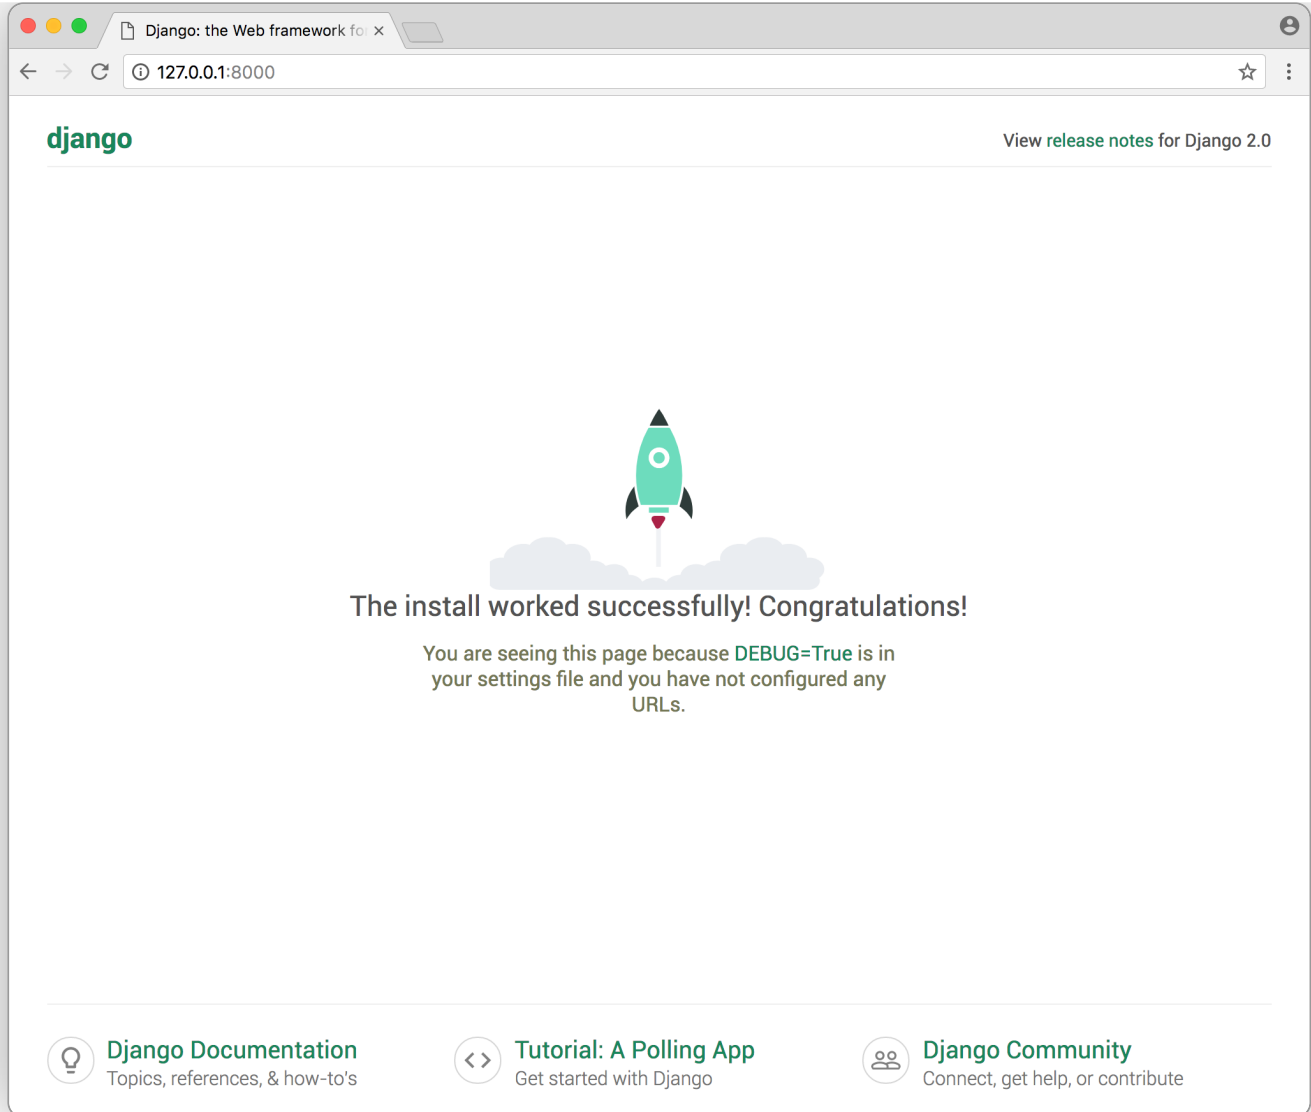 Django: the Web framework fo
127.0.0.1:8000
django
View release notes for Django 2.0
The install worked successfully! Congratulations!
You are seeing this page because DEBUG=True is in
your settings file and you have not configured any
URLs.
Django Documentation
Topics, references, & how-to's
Tutorial: A Polling App
Get started with Django
Django Community
Connect, get help, or contribute